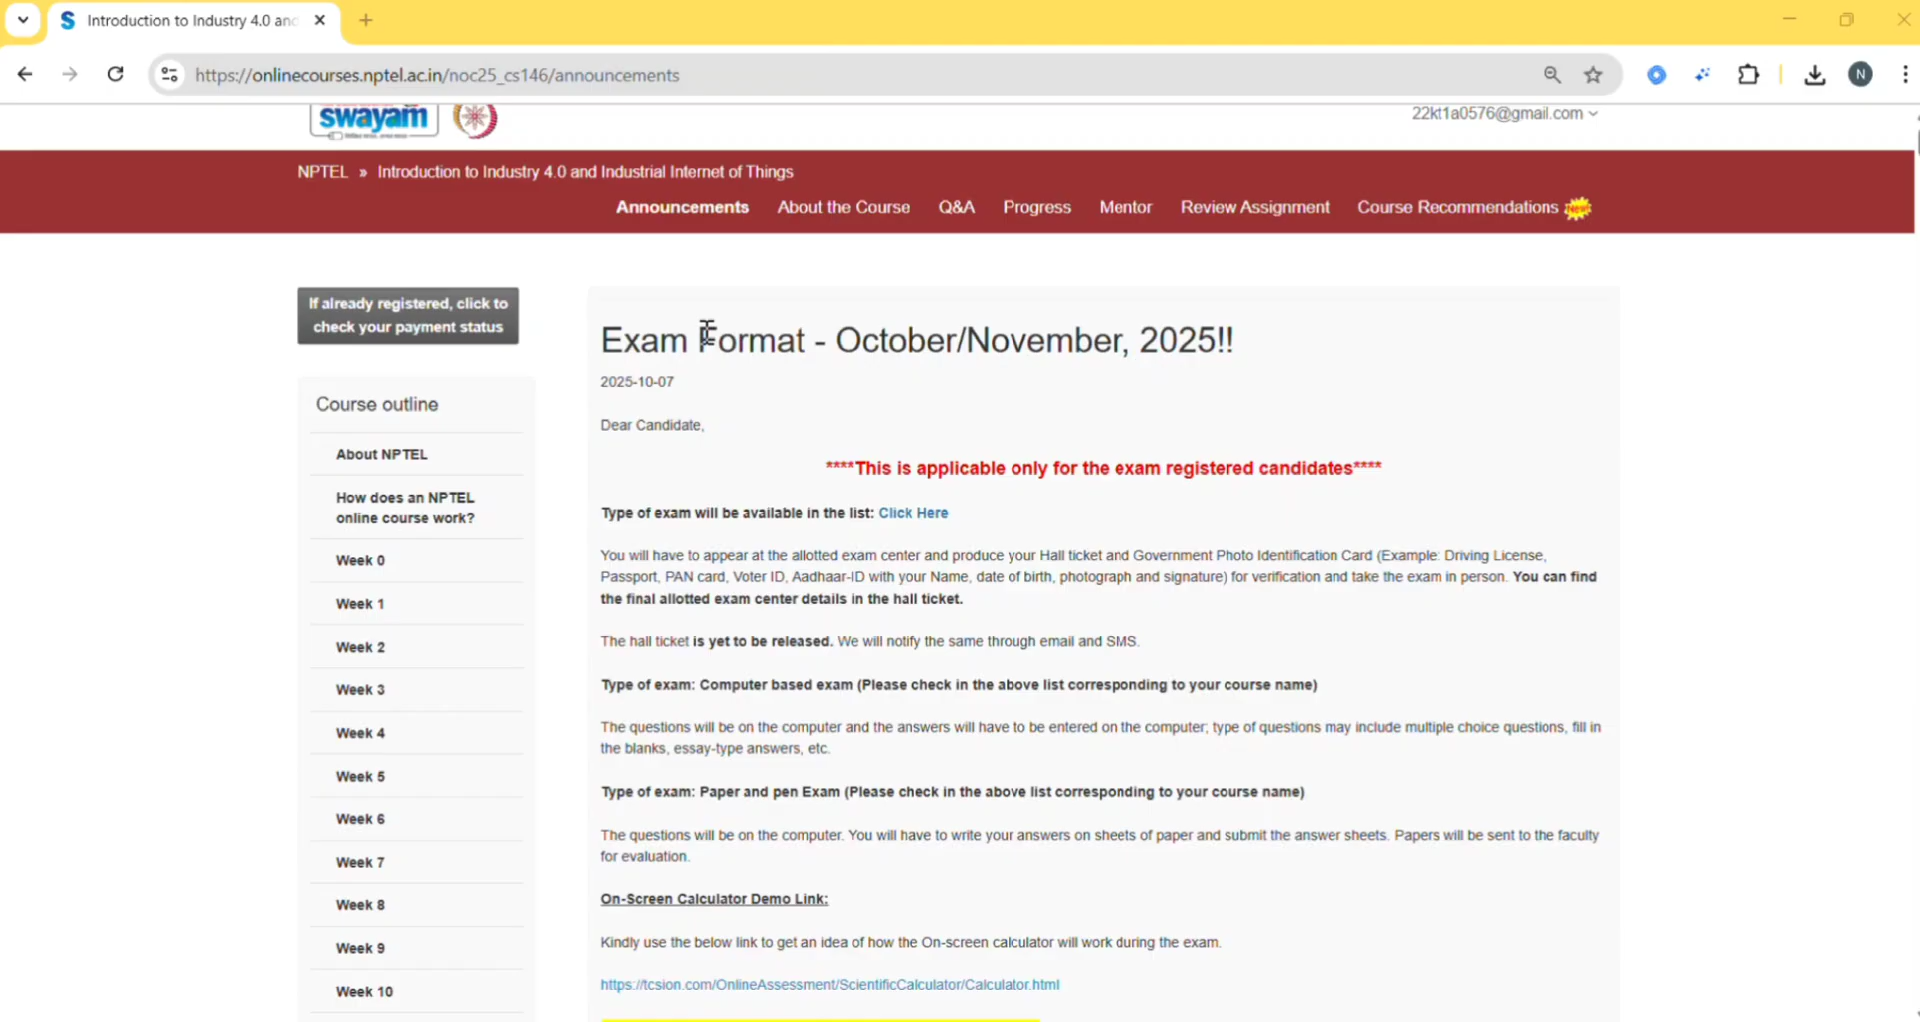 Introduction to Industry 4.0 and
https://onlinecourses.nptel.ac.in/noc25_cs146/announcements
N
swayam
22kt1a0576@gmail.com
NPTEL » Introduction to Industry 4.0 and Industrial Internet of Things
Announcements About the Course Q&A Progress Mentor Review Assignment Course Recommendations
If already registered, click to
check your payment status
Course outline
About NPTEL
How does an NPTEL
online course work?
Week 0
Week 1
Week 2
Week 3
Week 4
Week 5
Week 6
Week 7
Week 8
Week 9
Week 10
Exam Format - October/November, 2025!!
2025-10-07
Dear Candidate,
****This is applicable only for the exam registered candidates****
Type of exam will be available in the list: Click Here
You will have to appear at the allotted exam center and produce your Hall ticket and Government Photo Identification Card (Example: Driving License,
Passport, PAN card, Voter ID, Aadhaar-ID with your Name, date of birth, photograph and signature) for verification and take the exam in person. You can find
the final allotted exam center details in the hall ticket.
The hall ticket is yet to be released. We will notify the same through email and SMS.
Type of exam: Computer based exam (Please check in the above list corresponding to your course name)
The questions will be on the computer and the answers will have to be entered on the computer; type of questions may include multiple choice questions, fill in
the blanks, essay-type answers, etc.
Type of exam: Paper and pen Exam (Please check in the above list corresponding to your course name)
The questions will be on the computer. You will have to write your answers on sheets of paper and submit the answer sheets. Papers will be sent to the faculty
for evaluation.
On-Screen Calculator Demo Link:
Kindly use the below link to get an idea of how the On-screen calculator will work during the exam.
https://tcsion.com/OnlineAssessment/ScientificCalculator/Calculator.html